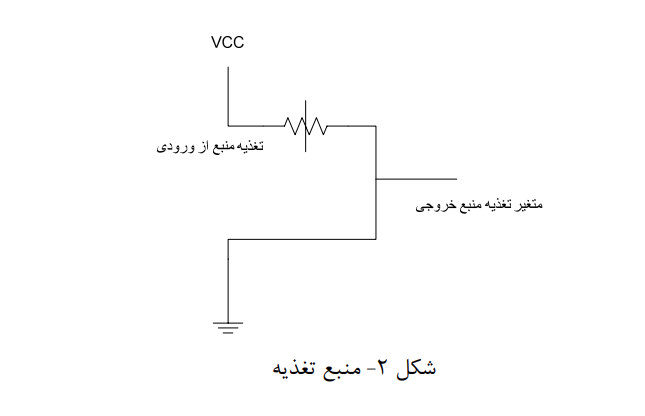 VCC
تغذیه منبع از ورودی
متغیر تغذیه منبع خروجی
شکل ۲- منبع تغذیه